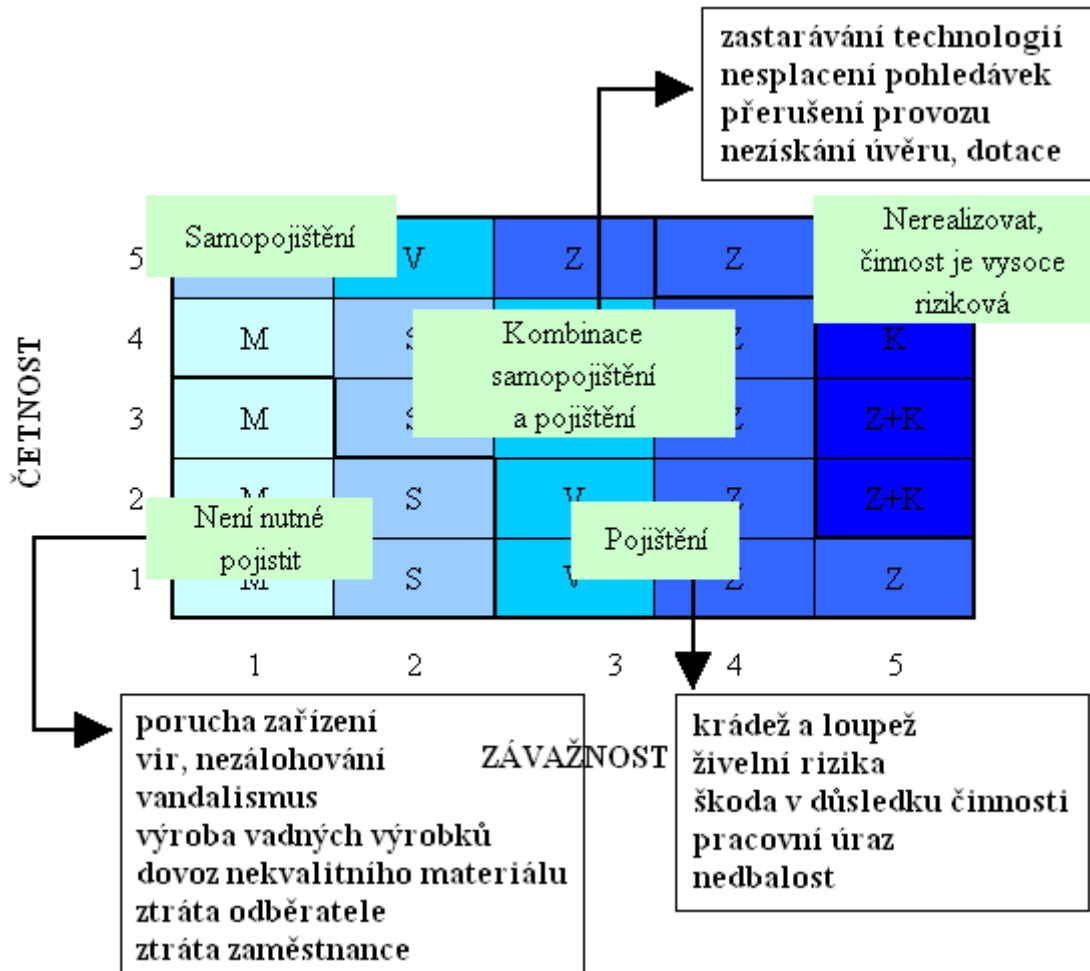 zastarávání technologií
nesplacení pohledávek
přerušení provozu
nezískání úvěru, dotace
Samopojištění
Nerealizovat,
činnost je vysoce
riziková
5 V Z Z
4 M S Z K
Kombinace
samopojištění
a pojištění
3 M S Z Z+K
2 M S V Z Z+K
Není nutné
pojistit
Pojištění
1 M S V Z Z
ČETNOST
1 2 3 4 5
ZÁVAŽNOST
porucha zařízení
vir, nezálohování
vandalismus
výroba vadných výrobků
dovoz nekvalitního materiálu
ztráta odběratele
ztráta zaměstnance
krádež a loupež
živelní rizika
škoda v důsledku činnosti
pracovní úraz
nedbalost